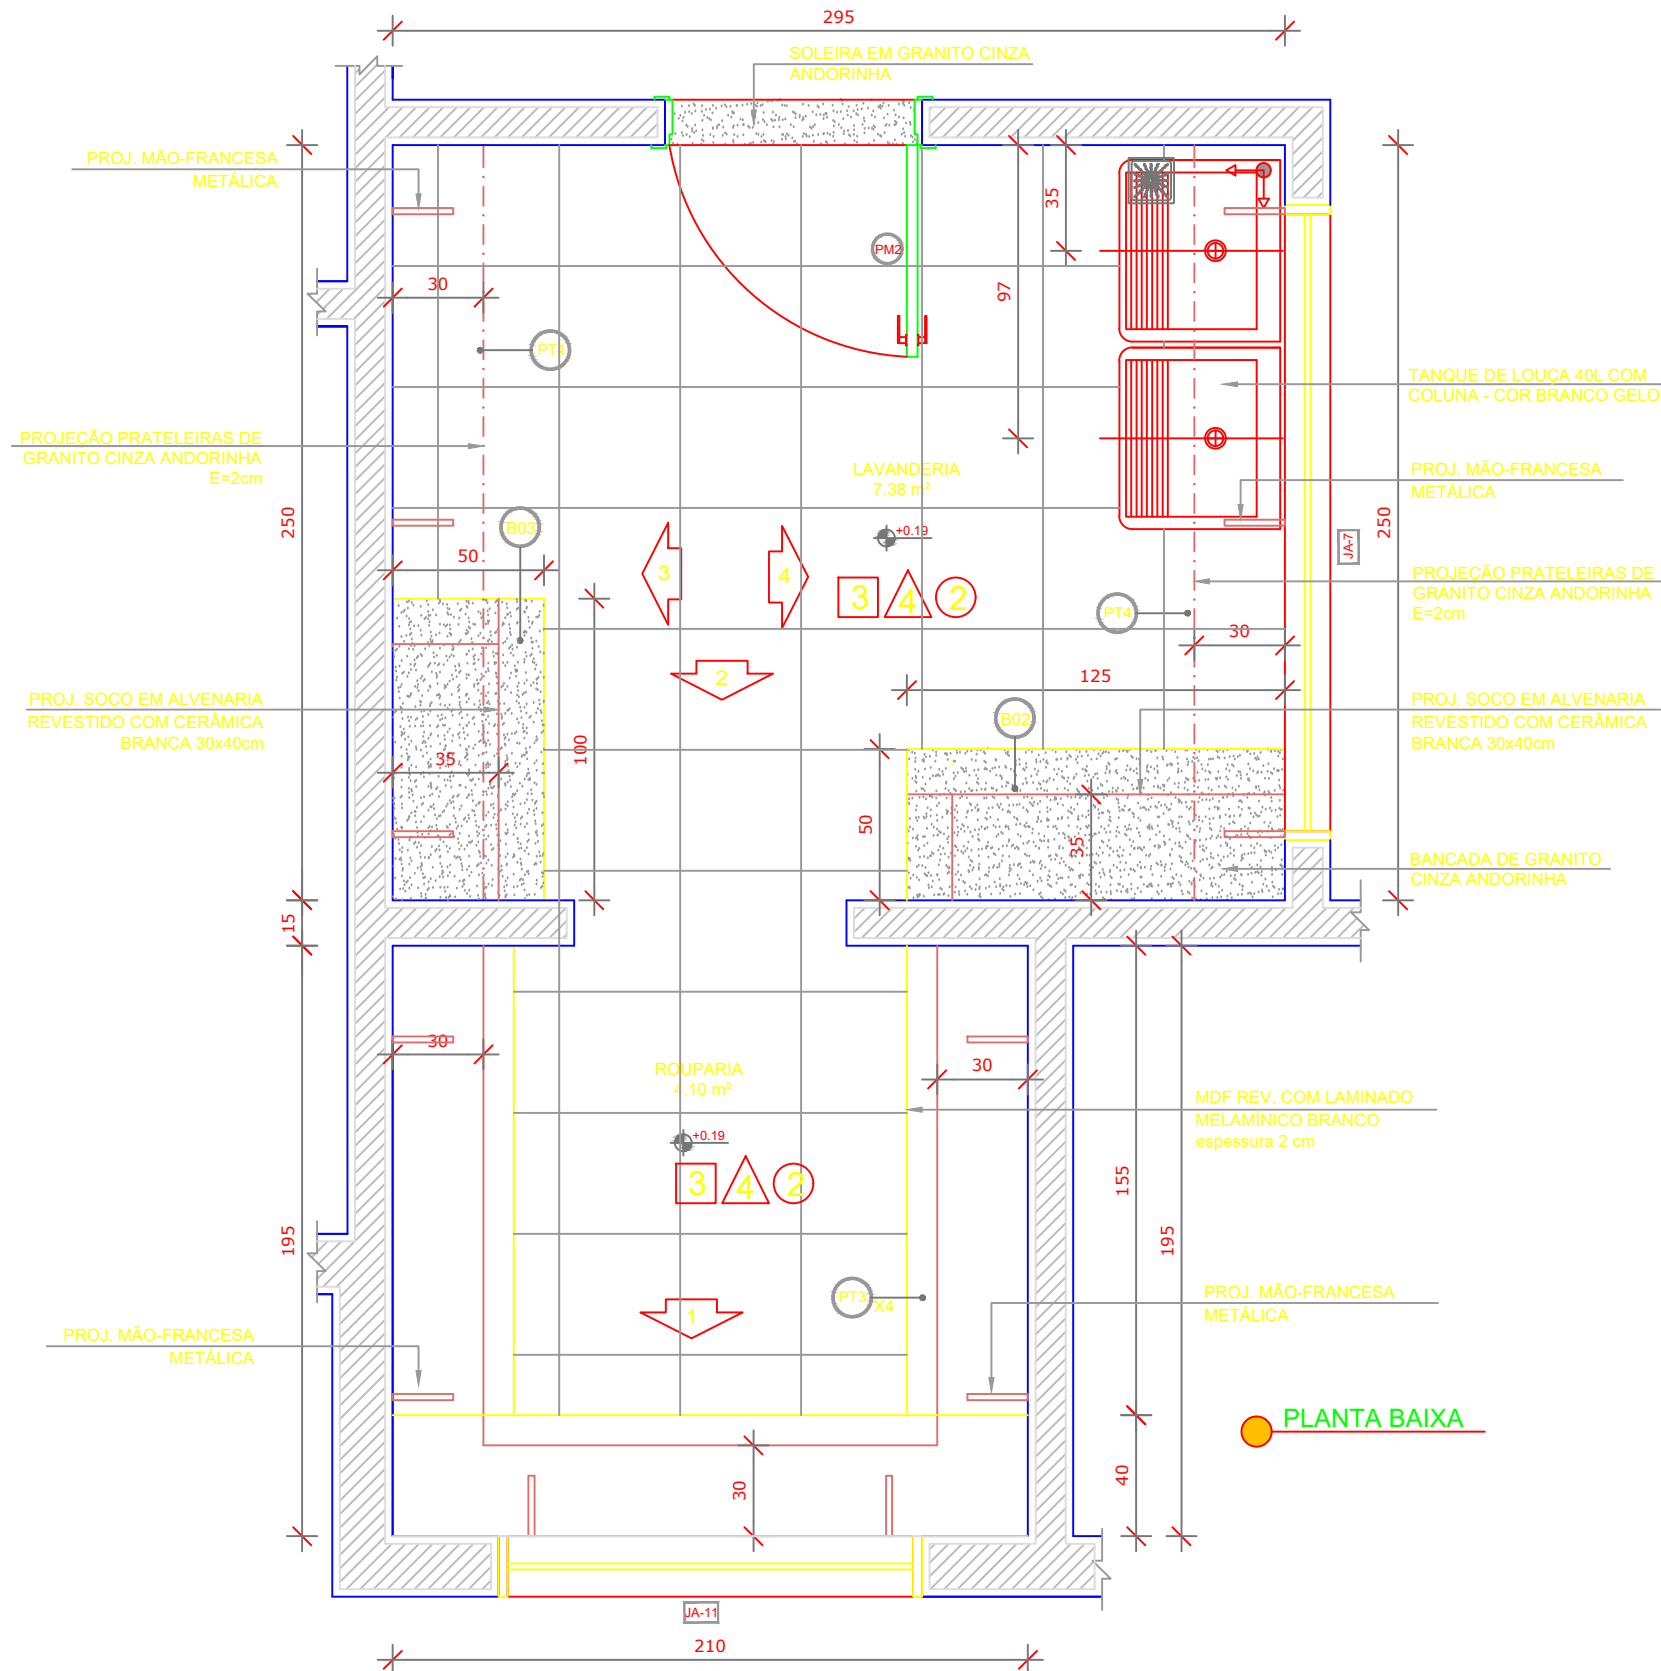 295
SOLEIRA EM GRANITO CINZA
ANDORINHA
PROJ. MÃO-FRANCESA
METÁLICA
35
PM2
30
97
PT4
TANQUE DE LOUÇA 40L COM
COLUNA - COR BRANCO GELO
PROJEÇÃO PRATELEIRAS DE
GRANITO CINZA ANDORINHA
E=2cm
LAVANDERIA
7.38 m²
PROJ. MÃO-FRANCESA
METÁLICA
250
B03
+0.19
250
JA-7
50
3
4
3
4
2
PROJEÇÃO PRATELEIRAS DE
GRANITO CINZA ANDORINHA
E=2cm
PT4
30
2
125
PROJ. SOCO EM ALVENARIA
REVESTIDO COM CERÂMICA
BRANCA 30x40cm
B02
PROJ. SOCO EM ALVENARIA
REVESTIDO COM CERÂMICA
BRANCA 30x40cm
35
100
50
35
BANCADA DE GRANITO
CINZA ANDORINHA
15
30
ROUPARIA
4.10 m²
30
MDF REV. COM LAMINADO
MELAMÍNICO BRANCO
espessura 2 cm
+0.19
3
4
2
155
195
195
PT3
X4
1
PROJ. MÃO-FRANCESA
METÁLICA
PROJ. MÃO-FRANCESA
METÁLICA
PLANTA BAIXA
30
40
JA-11
210